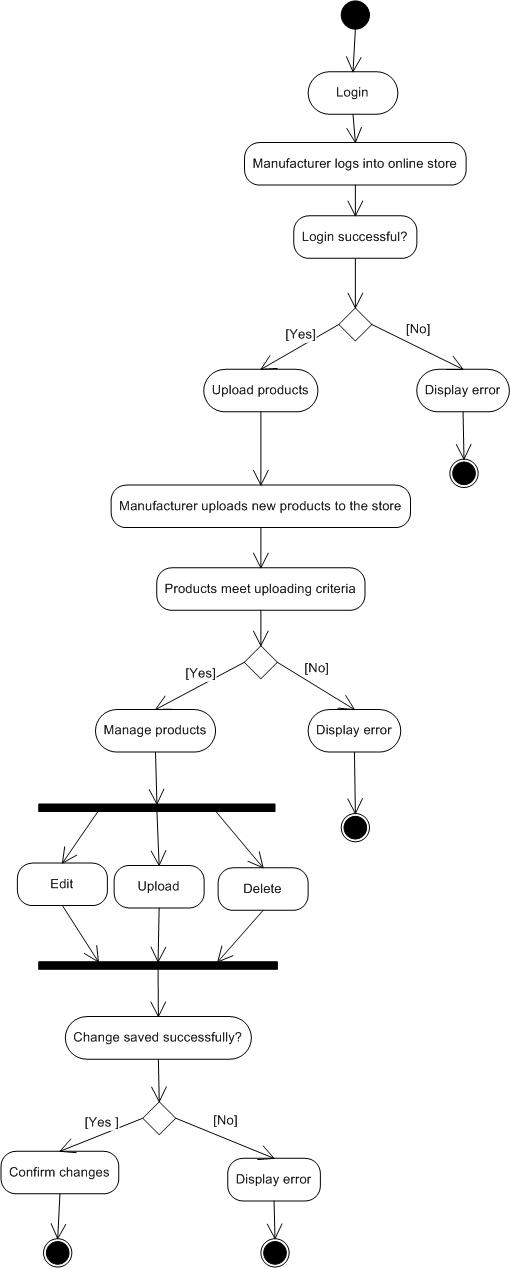 Login
Manufacturer logs into online store
Login successful?
[Yes]
[No]
Upload products
Display error
Manufacturer uploads new products to the store
Products meet uploading criteria
[Yes]
[No]
Manage products
Display error
Edit
Upload
Delete
Change saved successfully?
[Yes ]
[No]
Confirm changes
Display error